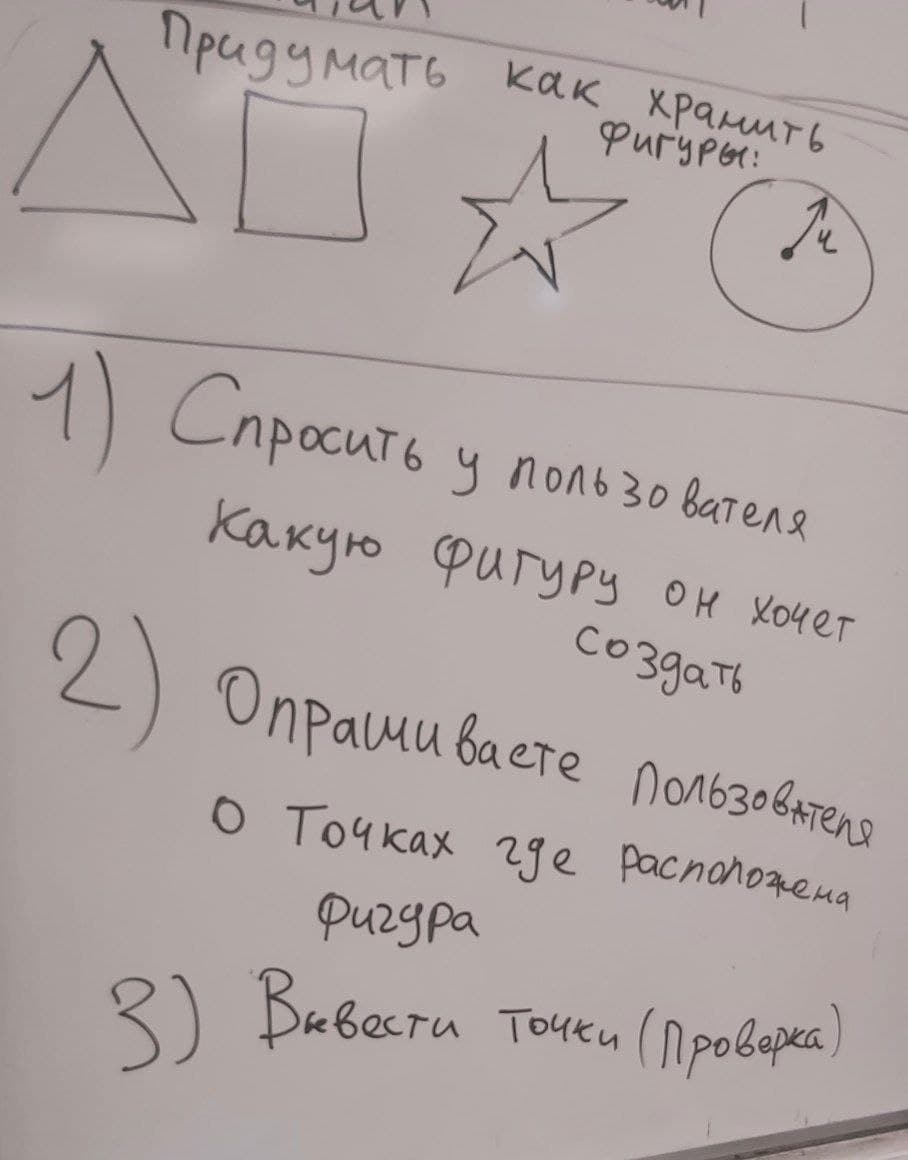 Придумать как хранить
фигуры:
r
1) Спросить у пользователя
какую фигуру он хочет
создать
2) Опрашиваете пользователя
о точках где расположена
фигура
3) Вывести точки (Проверка)